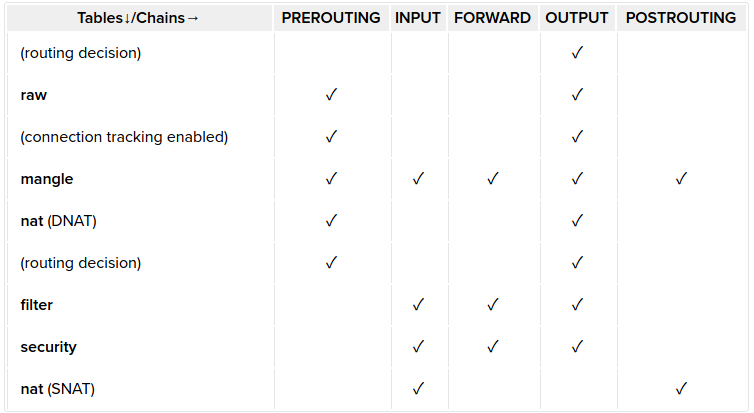 Tables↓/Chains→ PREROUTING INPUT FORWARD OUTPUT POSTROUTING
(routing decision) ✓
raw ✓ ✓
(connection tracking enabled) ✓ ✓
mangle ✓ ✓ ✓ ✓ ✓
nat (DNAT) ✓ ✓
(routing decision) ✓ ✓
filter ✓ ✓ ✓
security ✓ ✓ ✓
nat (SNAT) ✓ ✓